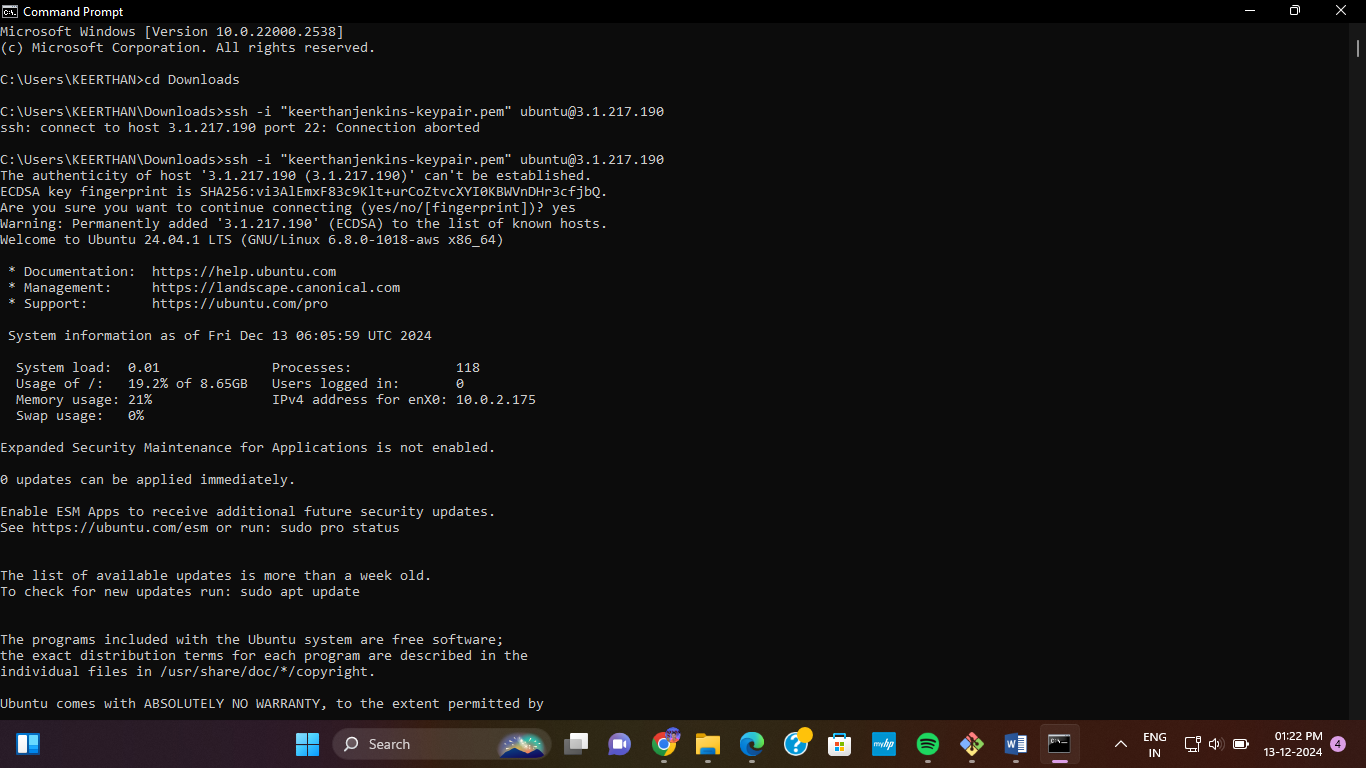 Command Prompt
Microsoft Windows [Version 10.0.22000.2538]
(c) Microsoft Corporation. All rights reserved.
C:\Users\KEERTHAN>cd Downloads
C:\Users\KEERTHAN\Downloads>ssh -i "keerthanjenkins-keypair.pem" ubuntu@3.1.217.190
ssh: connect to host 3.1.217.190 port 22: Connection aborted
C:\Users\KEERTHAN\Downloads>ssh -i "keerthanjenkins-keypair.pem" ubuntu@3.1.217.190
The authenticity of host '3.1.217.190 (3.1.217.190)' can't be established.
ECDSA key fingerprint is SHA256:vi3AlEmxF83c9Klt+urCoZtvcXYI0KBWVnDHr3cfjbQ.
Are you sure you want to continue connecting (yes/no/[fingerprint])? yes
Warning: Permanently added '3.1.217.190' (ECDSA) to the list of known hosts.
Welcome to Ubuntu 24.04.1 LTS (GNU/Linux 6.8.0-1018-aws x86_64)
* Documentation:  https://help.ubuntu.com
* Management:     https://landscape.canonical.com
* Support:        https://ubuntu.com/pro
System information as of Fri Dec 13 06:05:59 UTC 2024
System load:  0.01              Processes:             118
Usage of /:   19.2% of 8.65GB   Users logged in:       0
Memory usage: 21%               IPv4 address for enX0: 10.0.2.175
Swap usage:   0%
Expanded Security Maintenance for Applications is not enabled.
0 updates can be applied immediately.
Enable ESM Apps to receive additional future security updates.
See https://ubuntu.com/esm or run: sudo pro status
The list of available updates is more than a week old.
To check for new updates run: sudo apt update
The programs included with the Ubuntu system are free software;
the exact distribution terms for each program are described in the
individual files in /usr/share/doc/*/copyright.
Ubuntu comes with ABSOLUTELY NO WARRANTY, to the extent permitted by
Search
myhp
ENG
IN
01:22 PM
13-12-2024
4